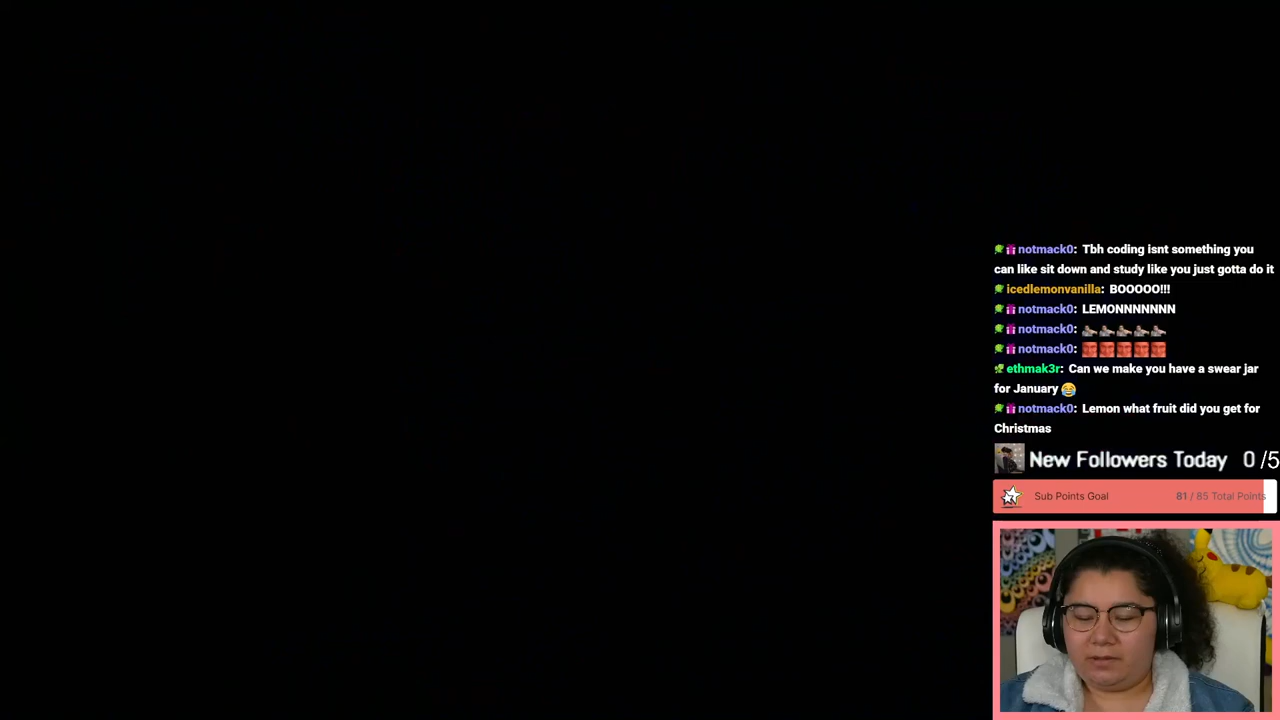 notmack0: Tbh coding isnt something you
can like sit down and study like you just gotta do it
icedlemonvanilla: BOOOOO!!!
notmack0: LEMONNNNNNN
notmack0:
notmack0:
ethmak3r: Can we make you have a swear jar
for January 😂
notmack0: Lemon what fruit did you get for
Christmas
New Followers Today 0 /5
Sub Points Goal 81 / 85 Total Points